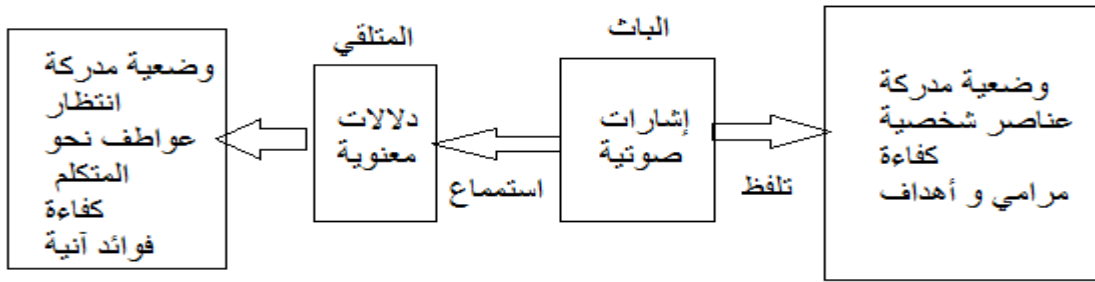 الباث
المتلقي
وضعية مدركة
عناصر شخصية
كفاءة
مرامي و أهداف
تلفظ
إشارات
صوتية
استمماع
دلالات
معنوية
وضعية مدركة
انتظار
عواطف نحو
المتكلم
كفاءة
فوائد آنية